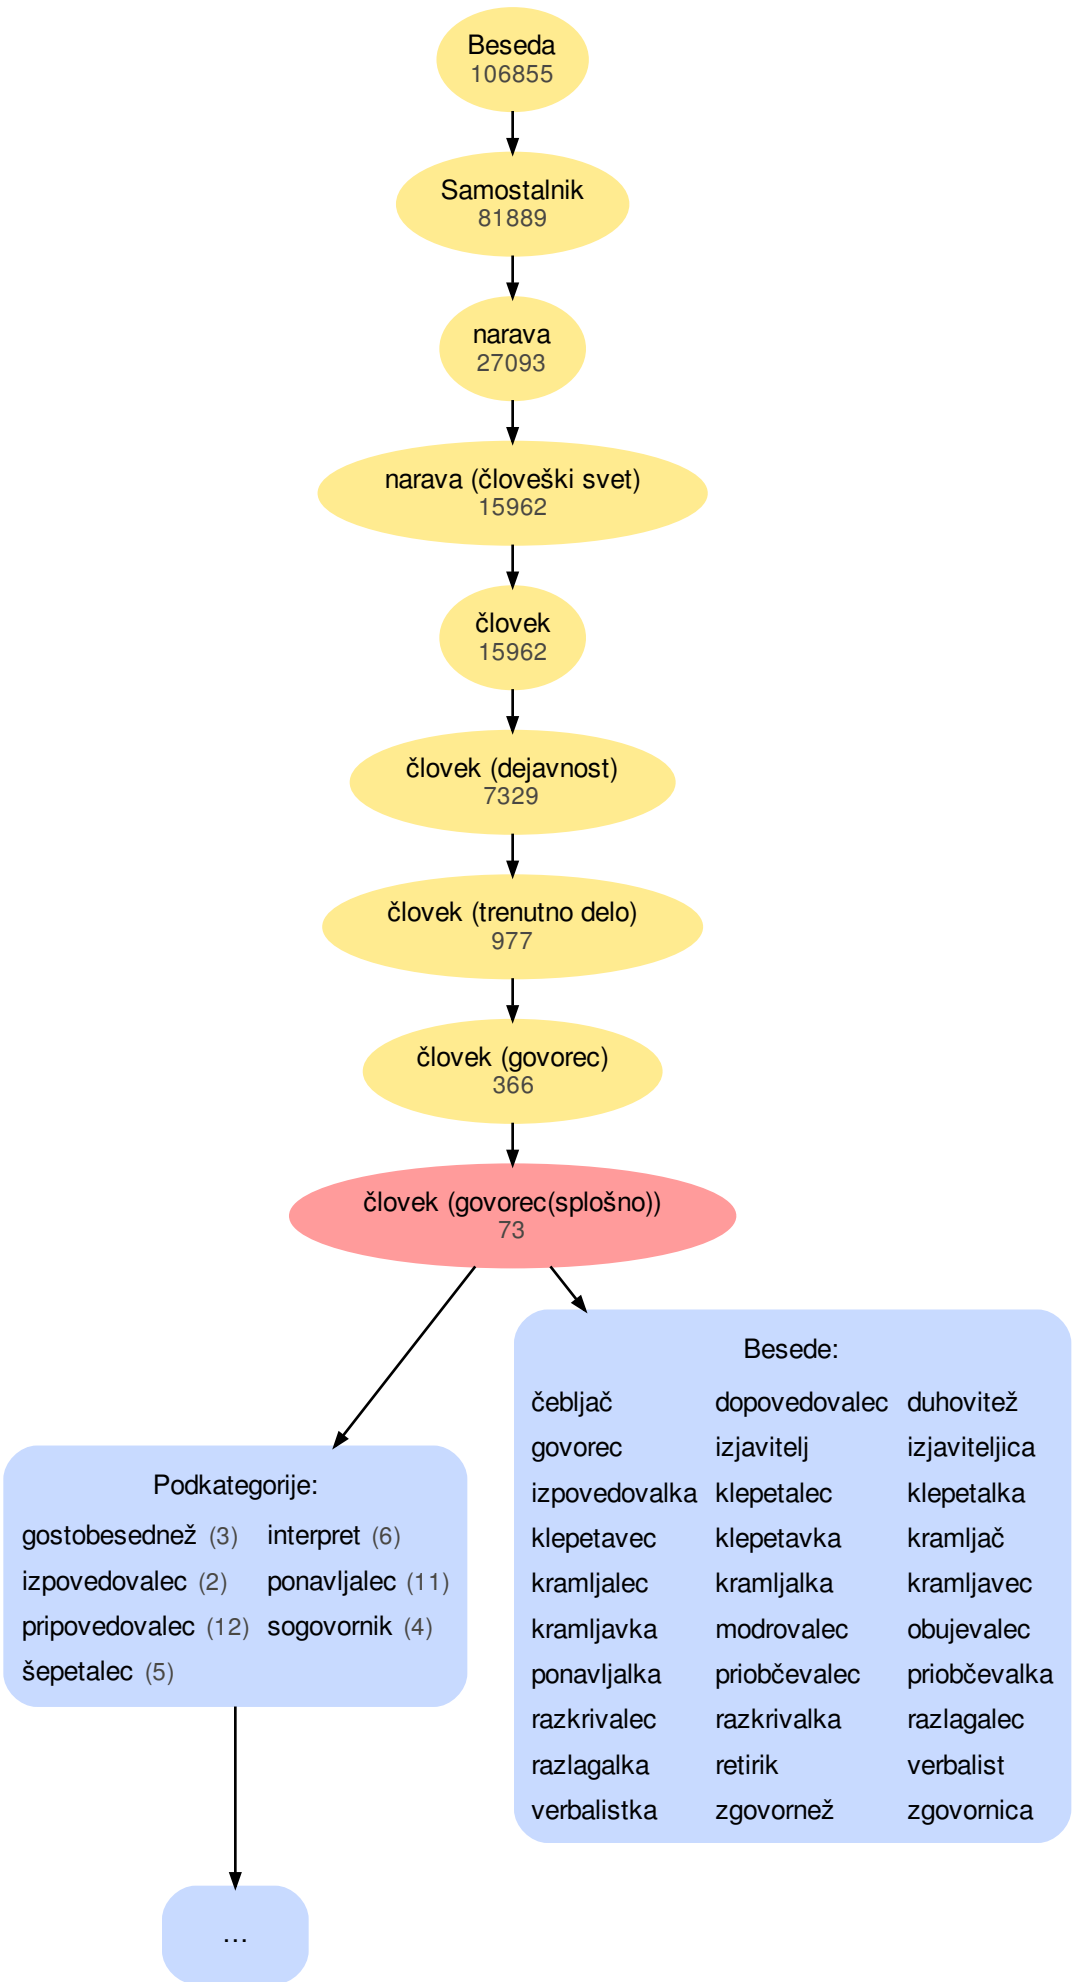 Beseda
106855
Samostalnik
81889
narava
27093
narava (človeški svet)
15962
človek
15962
človek (dejavnost)
7329
človek (trenutno delo)
977
človek (govorec)
366
človek (govorec(splošno))
73
Podkategorije:
gostobesednež (3) interpret (6)
izpovedovalec (2) ponavljalec (11)
pripovedovalec (12) sogovornik (4)
šepetalec (5)
...
Besede:
čebljač dopovedovalec duhovitež
govorec izjavitelj izjaviteljica
izpovedovalka klepetalec klepetalka
klepetavec klepetavka kramljač
kramljalec kramljalka kramljavec
kramljavka modrovalec obujevalec
ponavljalka priobčevalec priobčevalka
razkrivalec razkrivalka razlagalec
razlagalka retirik verbalist
verbalistka zgovornež zgovornica